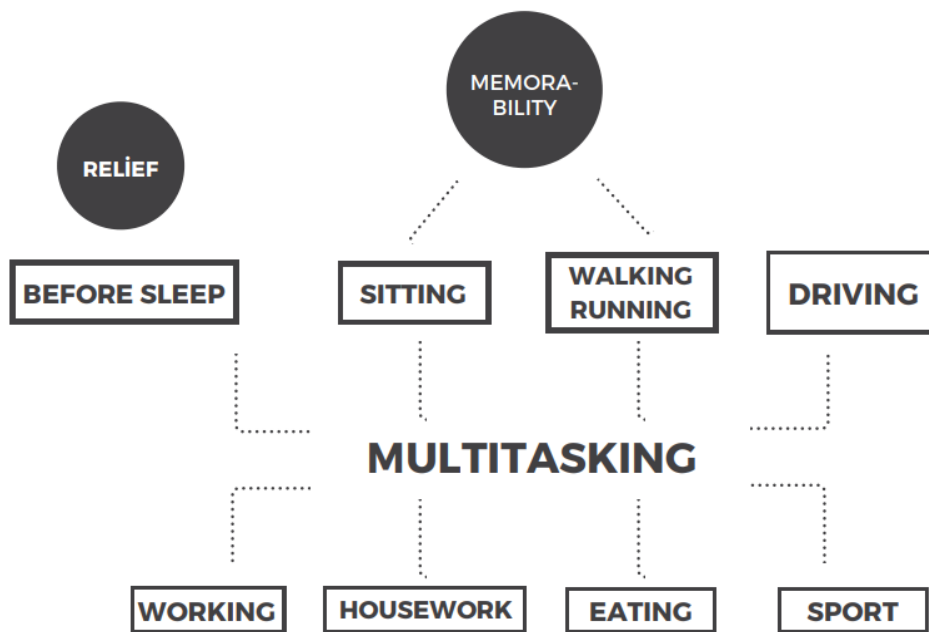 MEMORA-
BILITY
RELİEF
BEFORE SLEEP
SITTING
WALKING
RUNNING
DRIVING
MULTITASKING
WORKING
HOUSEWORK
EATING
SPORT